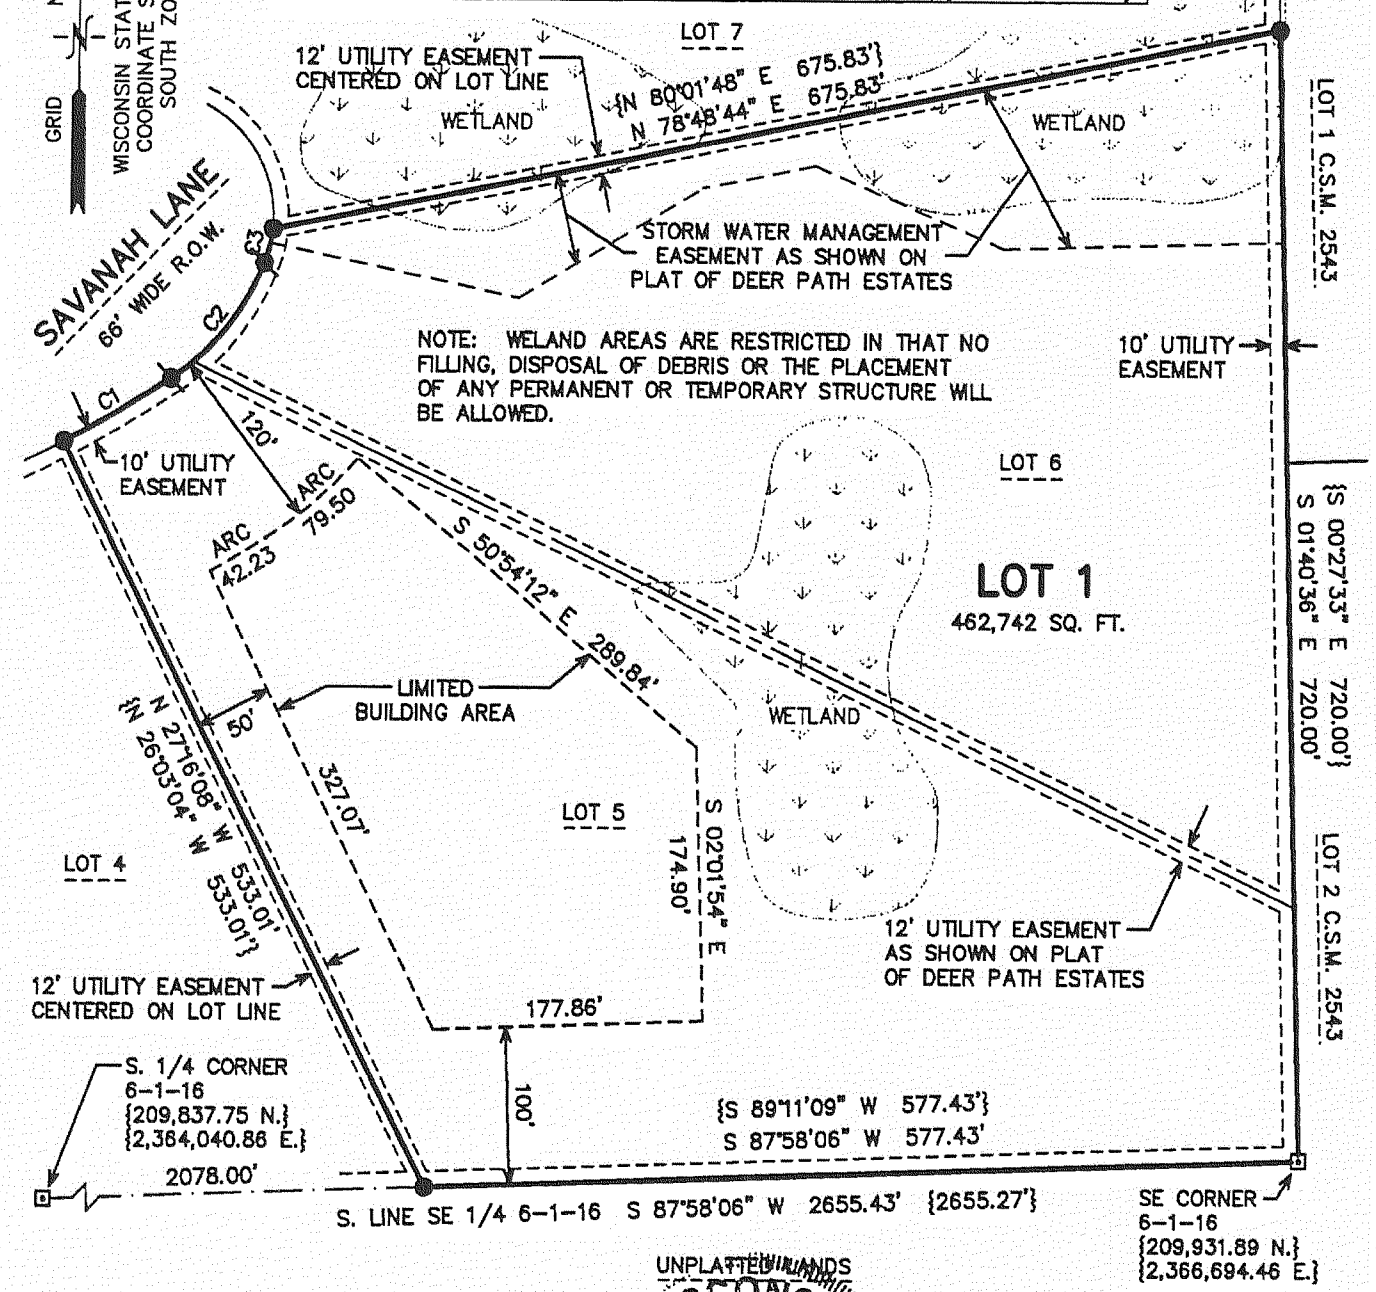 GRID
N
WISCONSIN STAT
COORDINATE S
SOUTH ZO
LOT 7
12' UTILITY EASEMENT
CENTERED ON LOT LINE
{N 80°01'48" E 675.83'}
N 78°48'44" E 675.83'
WETLAND
WETLAND
LOT 1 C.S.M. 2543
SAVANAH LANE
66' WIDE R.O.W.
C3
C2
C1
STORM WATER MANAGEMENT
EASEMENT AS SHOWN ON
PLAT OF DEER PATH ESTATES
NOTE: WELAND AREAS ARE RESTRICTED IN THAT NO
FILLING, DISPOSAL OF DEBRIS OR THE PLACEMENT
OF ANY PERMANENT OR TEMPORARY STRUCTURE WILL
BE ALLOWED.
10' UTILITY
EASEMENT
120'
10' UTILITY
EASEMENT
ARC
79.50
ARC
42.23
LOT 6
{S 00°27'33" E 720.00'}
S 01°40'36" E 720.00'
S 50°54'12" E 289.84'
LOT 1
462,742 SQ. FT.
LIMITED
BUILDING AREA
50'
WETLAND
N 27°16'08" W 533.01'
{N 26°03'04" W 533.01'}
327.07'
LOT 5
S 02°01'54" E
174.90'
LOT 4
LOT 2 C.S.M. 2543
12' UTILITY EASEMENT
AS SHOWN ON PLAT
OF DEER PATH ESTATES
12' UTILITY EASEMENT
CENTERED ON LOT LINE
177.86'
100'
S. 1/4 CORNER
6-1-16
{209,837.75 N.}
{2,364,040.86 E.}
{S 89°11'09" W 577.43'}
S 87°58'06" W 577.43'
2078.00'
S. LINE SE 1/4 6-1-16 S 87°58'06" W 2655.43' {2655.27'}
SE CORNER
6-1-16
{209,931.89 N.}
{2,366,694.46 E.}
UNPLATTED LANDS